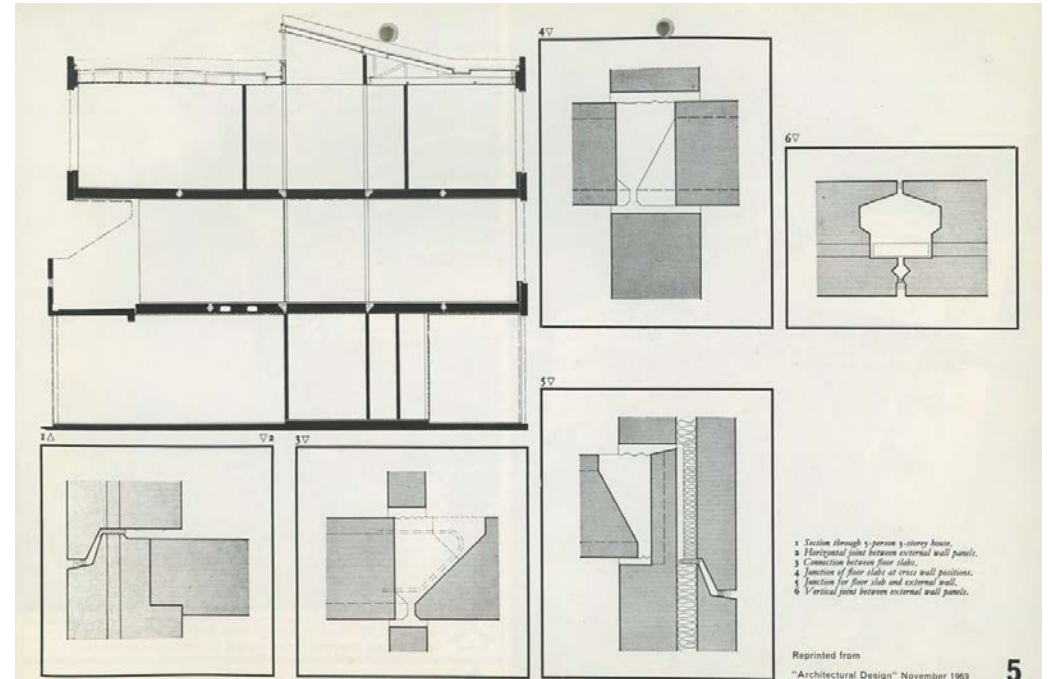 4▽
6▽
5▽
1△
▽2
3▽
1 Section through 5-person 3-storey house.
2 Horizontal joint between external wall panels.
3 Connection between floor slabs.
4 Junction of floor slabs at cross wall positions.
5 Junction for floor slab and external wall.
6 Vertical joint between external wall panels.
Reprinted from
"Architectural Design" November 1969
5